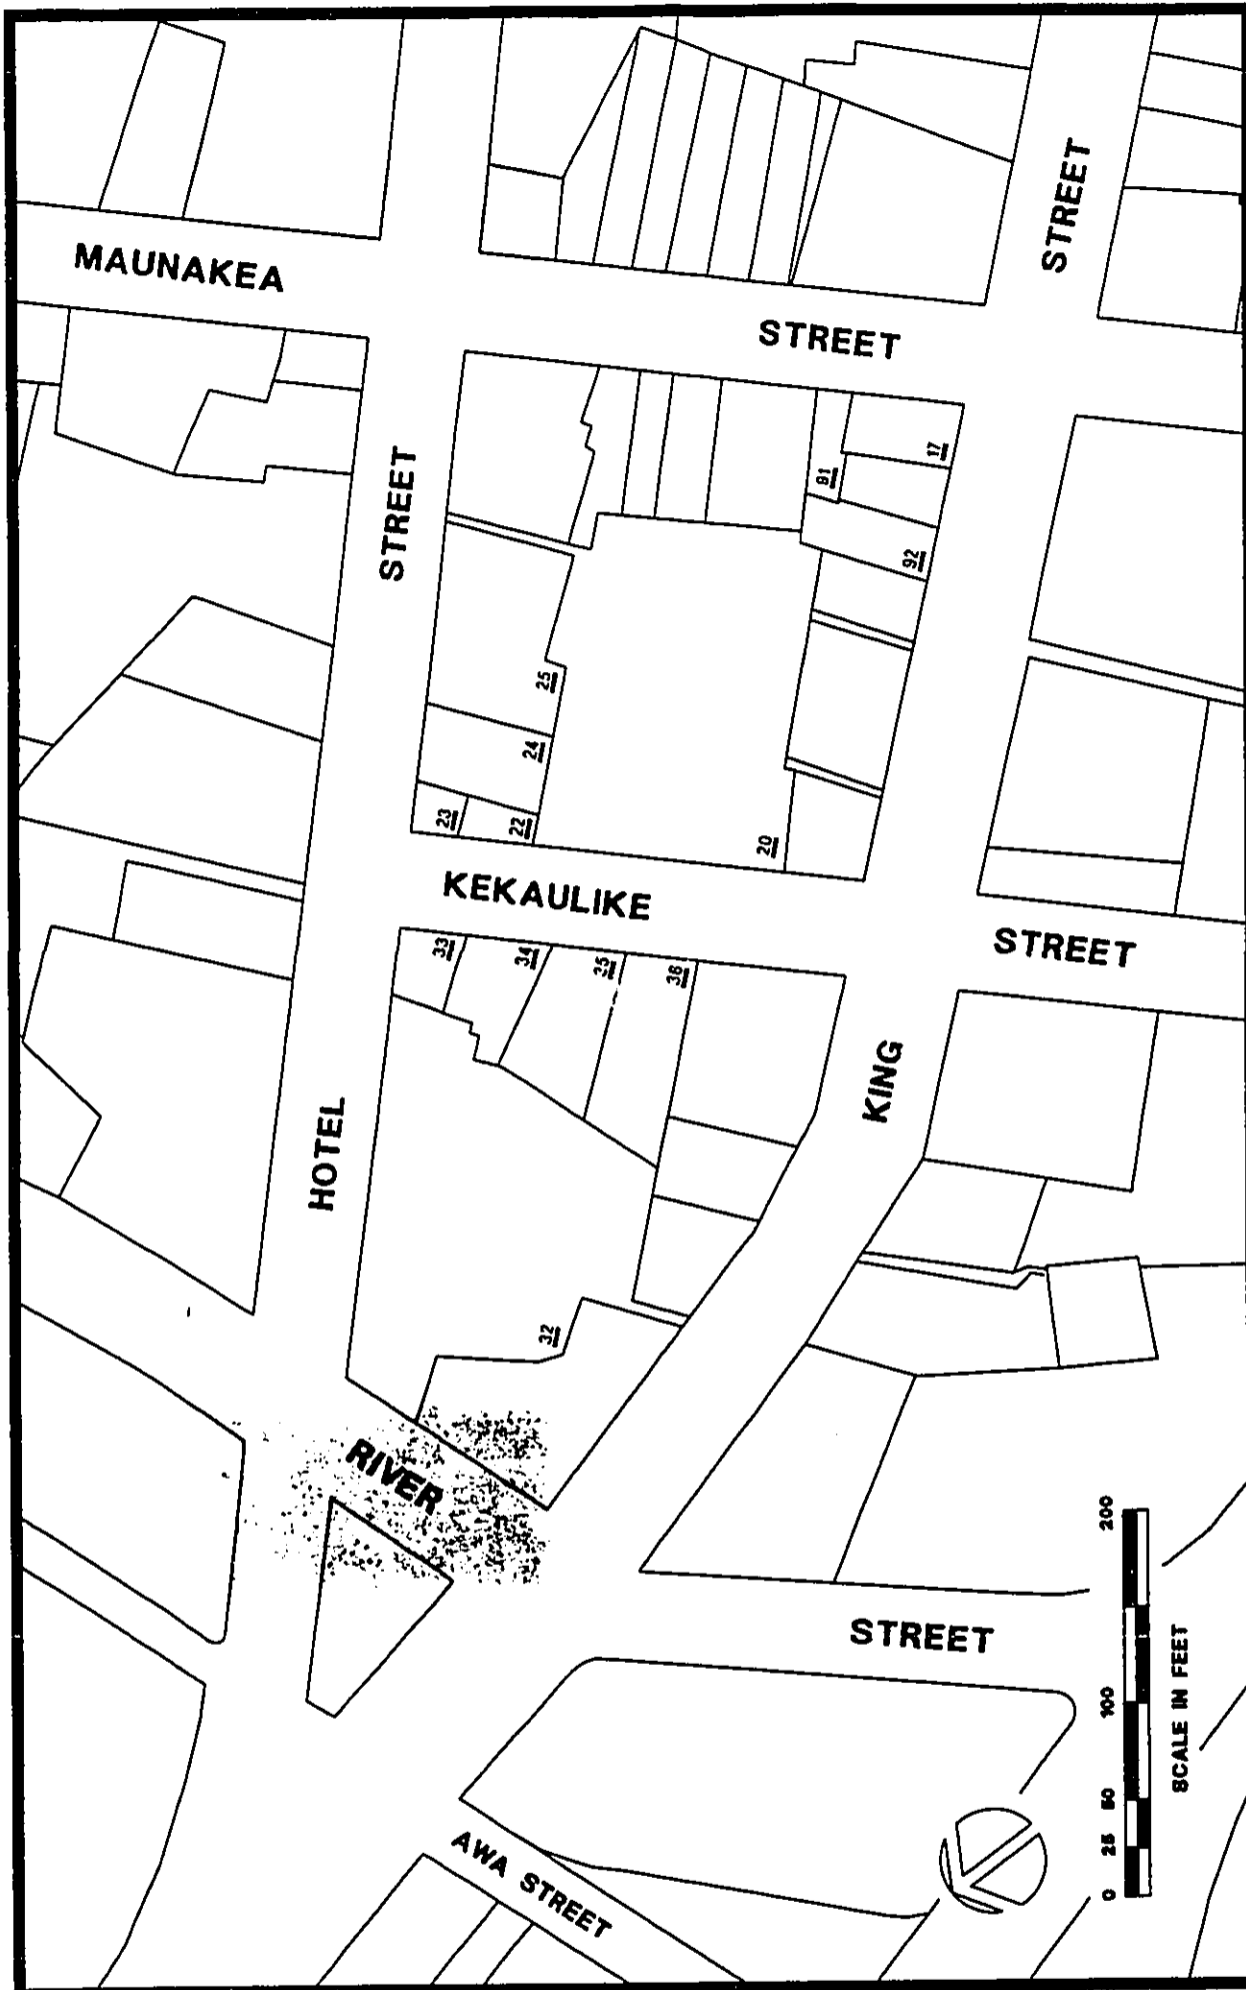 MAUNAKEA
STREET
STREET
STREET
91
17
92
25
24
23
22
20
KEKAULIKE
STREET
33
34
35
36
HOTEL
KING
32
RIVER
STREET
AWA STREET
0 25 50 100 200
SCALE IN FEET